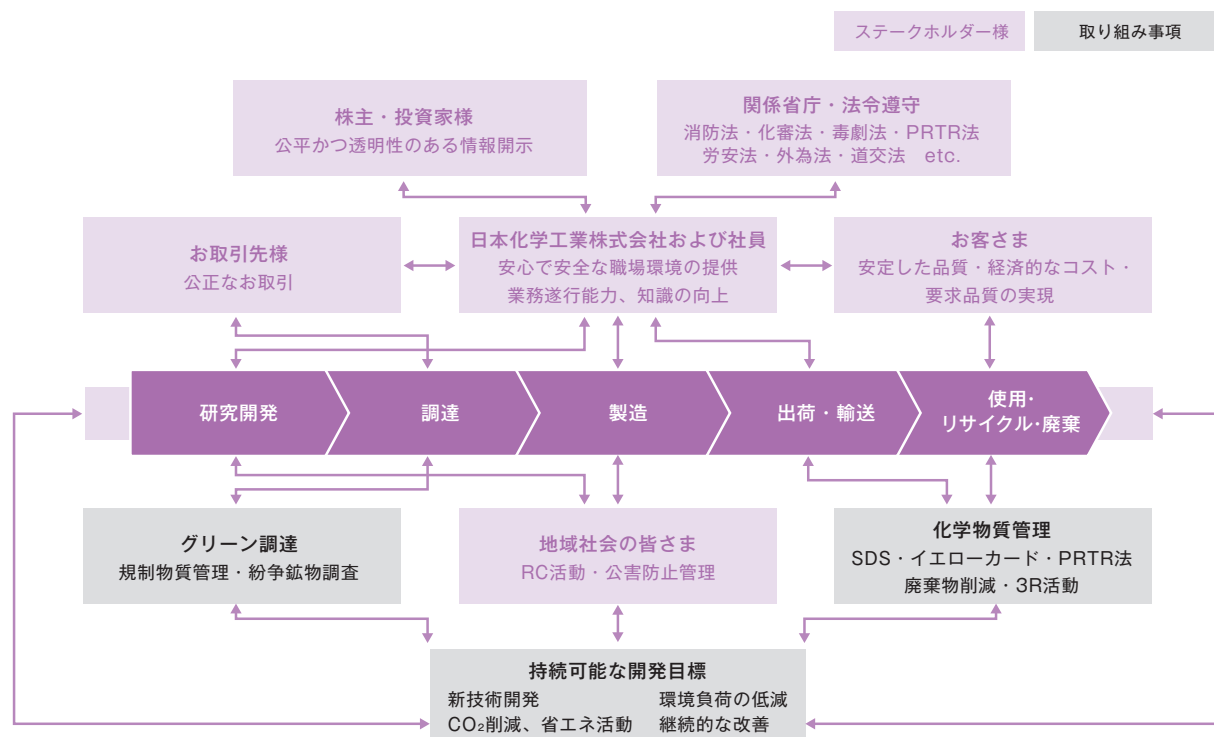 ステークホルダー様
取り組み事項
株主・投資家様
公平かつ透明性のある情報開示
関係省庁・法令遵守
消防法・化審法・毒劇法・PRTR法
労安法・外為法・道交法　etc.
お取引先様
公正なお取引
日本化学工業株式会社および社員
安心で安全な職場環境の提供
業務遂行能力、知識の向上
お客さま
安定した品質・経済的なコスト・
要求品質の実現
研究開発
調達
製造
出荷・輸送
使用・
リサイクル・廃棄
グリーン調達
規制物質管理・紛争鉱物調査
地域社会の皆さま
RC活動・公害防止管理
化学物質管理
SDS・イエローカード・PRTR法
廃棄物削減・3R活動
持続可能な開発目標
新技術開発
環境負荷の低減
CO₂削減、省エネ活動
継続的な改善